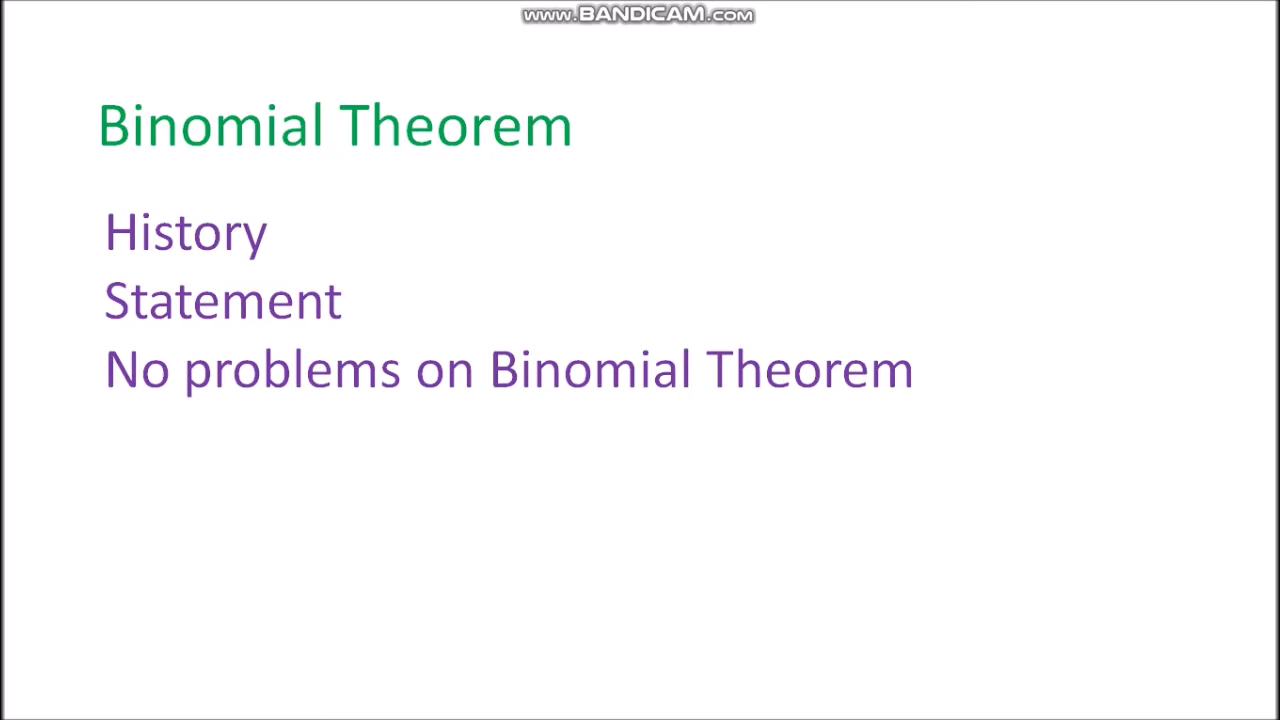 www.BANDICAM.com
Binomial Theorem
History
Statement
No problems on Binomial Theorem